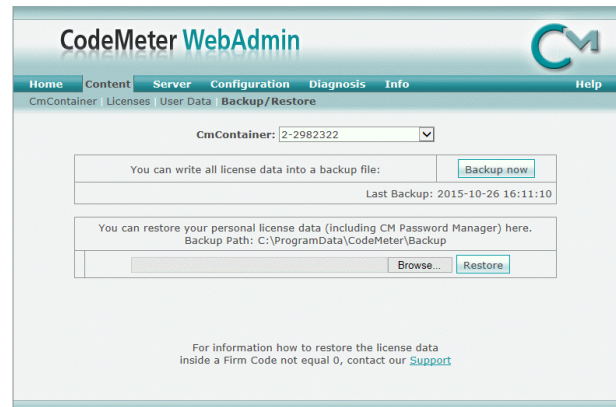 CodeMeter WebAdmin
CM
Home Content Server Configuration Diagnosis Info Help
CmContainer | Licenses | User Data | Backup/Restore
CmContainer: 2-2982322
You can write all license data into a backup file: Backup now
Last Backup: 2015-10-26 16:11:10
You can restore your personal license data (including CM Password Manager) here.
Backup Path: C:\ProgramData\CodeMeter\Backup
Browse... Restore
For information how to restore the license data
inside a Firm Code not equal 0, contact our Support